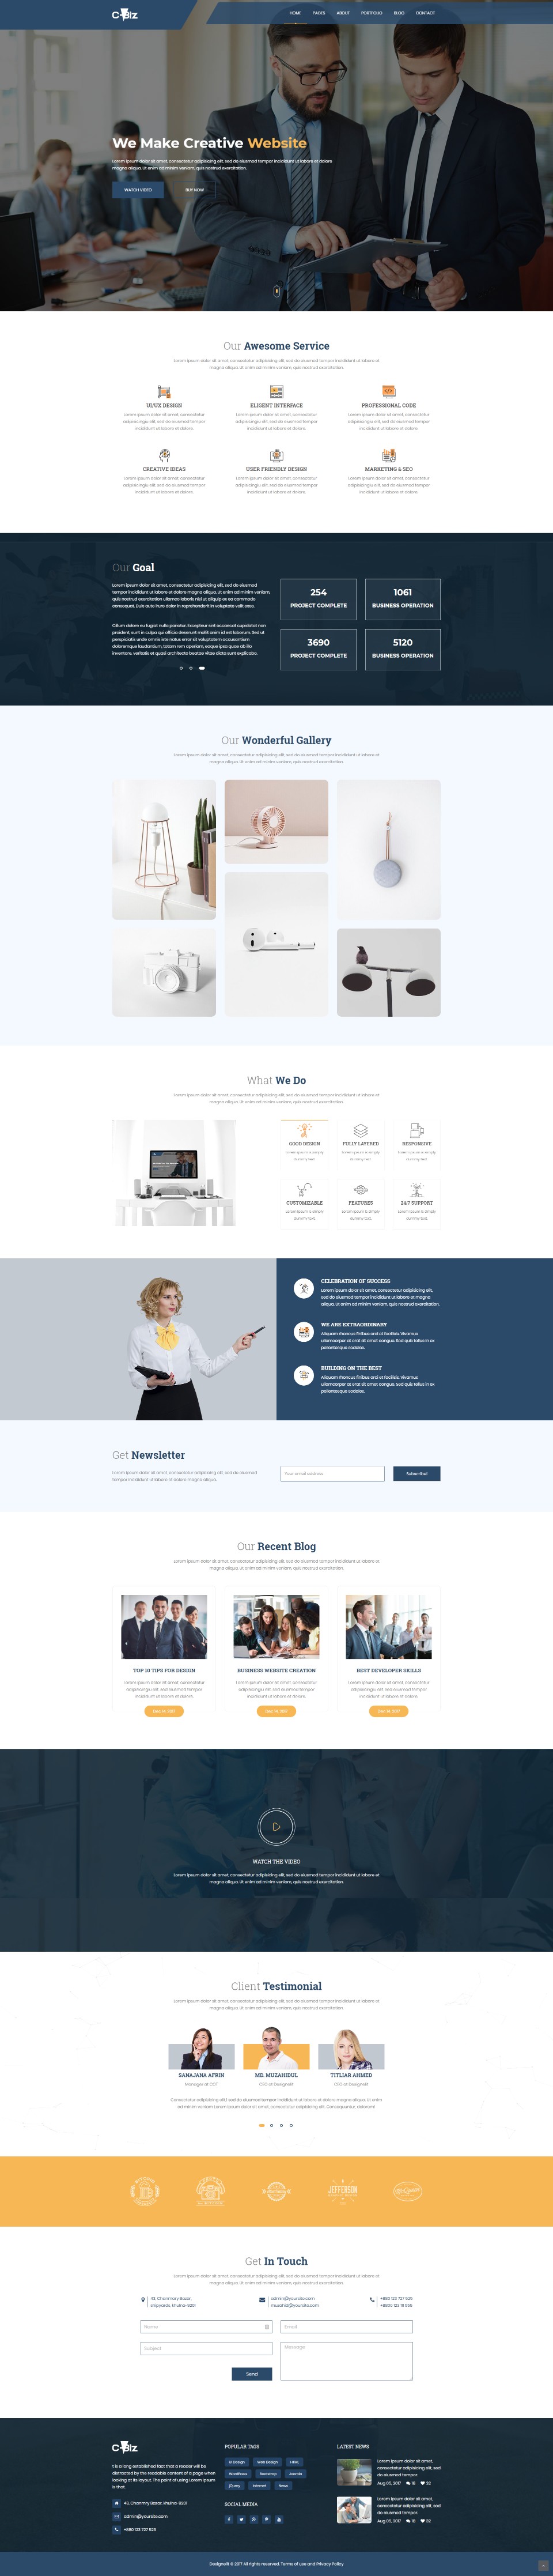 C Biz
HOME PAGES ABOUT PORTFOLIO BLOG CONTACT
We Make Creative Website
Lorem ipsum dolor sit amet, consectetur adipisicing elit, sed do eiusmod tempor incididunt ut labore et dolore
magna aliqua. Ut enim ad minim veniam, quis nostrud exercitation.
WATCH VIDEO BUY NOW
Our Awesome Service
Lorem ipsum dolor sit amet, consectetur adipisicing elit, sed do eiusmod tempor incididunt ut labore et
magna aliqua. Ut enim ad minim veniam, quis nostrud exercitation.
UI/UX DESIGN
Lorem ipsum dolor sit amet, consectetur
adipisicingiu elit, sed do eiusmod tempor
incididunt ut labore et dolore.
ELIGENT INTERFACE
Lorem ipsum dolor sit amet, consectetur
adipisicingiu elit, sed do eiusmod tempor
incididunt ut labore et dolore.
PROFESSIONAL CODE
Lorem ipsum dolor sit amet, consectetur
adipisicingiu elit, sed do eiusmod tempor
incididunt ut labore et dolore.
CREATIVE IDEAS
Lorem ipsum dolor sit amet, consectetur
adipisicingiu elit, sed do eiusmod tempor
incididunt ut labore et dolore.
USER FRIENDLY DESIGN
Lorem ipsum dolor sit amet, consectetur
adipisicingiu elit, sed do eiusmod tempor
incididunt ut labore et dolore.
MARKETING & SEO
Lorem ipsum dolor sit amet, consectetur
adipisicingiu elit, sed do eiusmod tempor
incididunt ut labore et dolore.
Our Goal
Lorem ipsum dolor sit amet, consectetur adipisicing elit, sed do eiusmod
tempor incididunt ut labore et dolore magna aliqua. Ut enim ad minim veniam,
quis nostrud exercitation ullamco laboris nisi ut aliquip ex ea commodo
consequat. Duis aute irure dolor in reprehenderit in voluptate velit esse.
Cillum dolore eu fugiat nulla pariatur. Excepteur sint occaecat cupidatat non
proident, sunt in culpa qui officia deserunt mollit anim id est laborum. Sed ut
perspiciatis unde omnis iste natus error sit voluptatem accusantium
doloremque laudantium, totam rem aperiam, eaque ipsa quae ab illo
inventore. veritatis et quasi architecto beatae vitae dicta sunt explicabo.
254
PROJECT COMPLETE
1061
BUSINESS OPERATION
3690
PROJECT COMPLETE
5120
BUSINESS OPERATION
Our Wonderful Gallery
Lorem ipsum dolor sit amet, consectetur adipisicing elit, sed do eiusmod tempor incididunt ut labore et
magna aliqua. Ut enim ad minim veniam, quis nostrud exercitation.
What We Do
Lorem ipsum dolor sit amet, consectetur adipisicing elit, sed do eiusmod tempor incididunt ut labore et
magna aliqua. Ut enim ad minim veniam, quis nostrud exercitation.
GOOD DESIGN
Lorem Ipsum is simply
dummy text.
FULLY LAYERED
Lorem Ipsum is simply
dummy text.
RESPONSIVE
Lorem Ipsum is simply
dummy text.
CUSTOMIZABLE
Lorem Ipsum is simply
dummy text.
FEATURES
Lorem Ipsum is simply
dummy text.
24/7 SUPPORT
Lorem Ipsum is simply
dummy text.
CELEBRATION OF SUCCESS
Lorem ipsum dolor sit amet, consectetur adipisicing elit,
sed do eiusmod tempor incididunt ut labore et magna
aliqua. Ut enim ad minim veniam, quis nostrud exercitation.
WE ARE EXTRAORDINARY
Aliquam rhoncus finibus orci et facilisis. Vivamus
ullamcorper at erat sit amet congue. Sed quis tellus in ex
pellentesque sodales.
BUILDING ON THE BEST
Aliquam rhoncus finibus orci et facilisis. Vivamus
ullamcorper at erat sit amet congue. Sed quis tellus in ex
pellentesque sodales.
Get Newsletter
Lorem ipsum dolor sit amet, consectetur adipisicing elit, sed do eiusmod
tempor incididunt ut labore et dolore magna aliqua.
Your email address
Subscribe!
Our Recent Blog
Lorem ipsum dolor sit amet, consectetur adipisicing elit, sed do eiusmod tempor incididunt ut labore et
magna aliqua. Ut enim ad minim veniam, quis nostrud exercitation.
TOP 10 TIPS FOR DESIGN
Lorem ipsum dolor sit amet, consectetur
adipisicingiu elit, sed do eiusmod tempor
incididunt ut labore et dolore.
BUSINESS WEBSITE CREATION
Lorem ipsum dolor sit amet, consectetur
adipisicingiu elit, sed do eiusmod tempor
incididunt ut labore et dolore.
BEST DEVELOPER SKILLS
Lorem ipsum dolor sit amet, consectetur
adipisicingiu elit, sed do eiusmod tempor
incididunt ut labore et dolore.
WATCH THE VIDEO
Lorem ipsum dolor sit amet, consectetur adipisicing elit, sed do eiusmod tempor incididunt ut labore et
magna aliqua. Ut enim ad minim veniam, quis nostrud exercitation.
Client Testimonial
Lorem ipsum dolor sit amet, consectetur adipisicing elit, sed do eiusmod tempor incididunt ut labore et
magna aliqua. Ut enim ad minim veniam, quis nostrud exercitation.
SANAJANA AFRIN
Manager at
MD. MUZAHIDUL
CEO at DesigneBit
TITLIAR AHMED
CEO at DesigneBit
Consectetur adipisicing elit) sed do eiusmod tempor incididunt ut labore et dolore magna aliqua. Ut enim
ad minim veniam Lorem ipsum dolor sit amet, consectetur adipisicing elit. Consequuntur, dolorem!
JEFFERSON
Get In Touch
Lorem ipsum dolor sit amet, consectetur adipisicing elit, sed do eiusmod tempor incididunt ut labore et
magna aliqua. Ut enim ad minim veniam, quis nostrud exercitation.
admin@yoursite.com
muzahid@yoursite.com
+880 123 727 525
Name
Email
Subject
Message
Send
C Biz
t is a long established fact that a reader will be
distracted by the readable content of a page when
looking at its layout. The point of using Lorem Ipsum
is that.
admin@yoursite.com
+880 123 727 525
POPULAR TAGS
UI Design Web Design HTML
WordPress Bootstrap Joomla
jQuery Internet News
SOCIAL MEDIA
LATEST NEWS
Lorem ipsum dolor sit amet,
consectetur adipisicing elit, sed
do eiusmod tempor.
Aug 05, 2017
Lorem ipsum dolor sit amet,
consectetur adipisicing elit, sed
do eiusmod tempor.
Aug 05, 2017
DesigneBit © 2017 All rights reserved. Terms of use and Privacy Policy